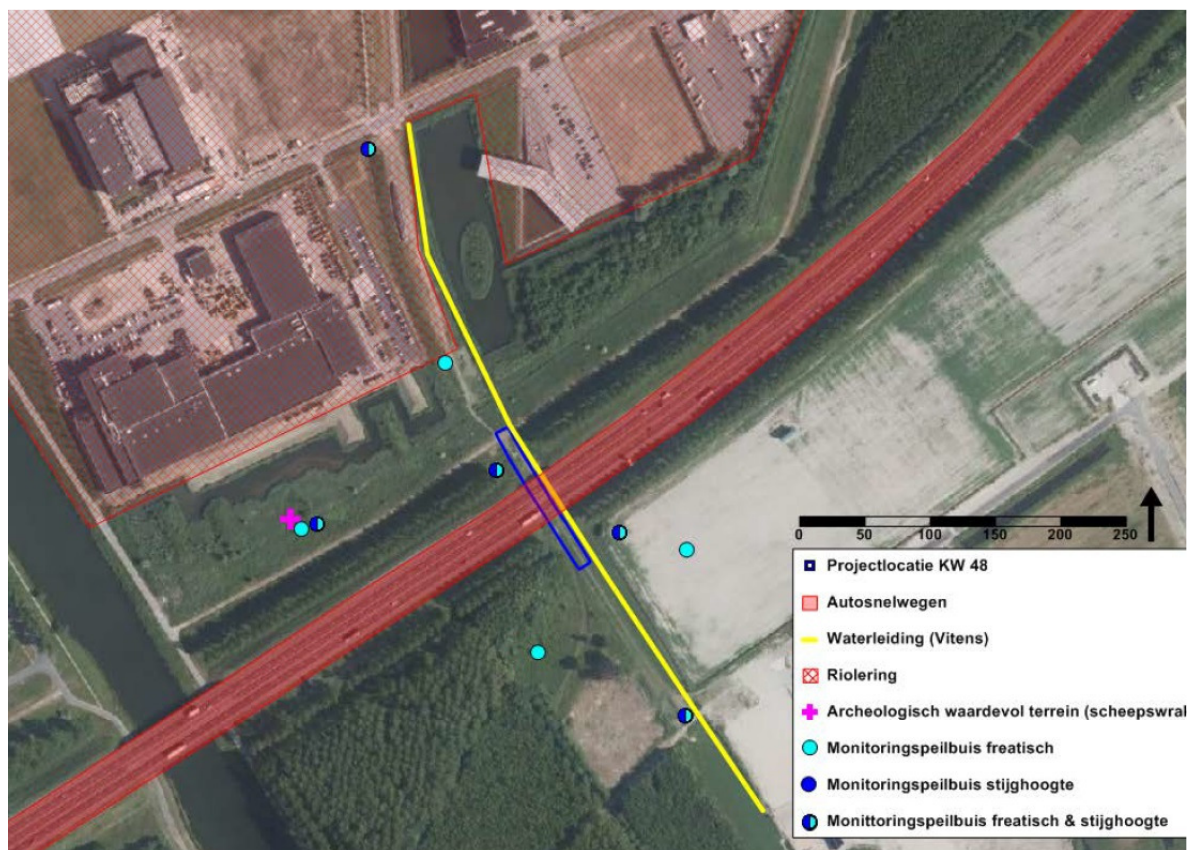 0 50 100 150 200 250
Projectlocatie KW 48
Autosnelwegen
Waterleiding (Vitens)
Riolering
Archeologisch waardevol terrein (scheepswrak
Monitoringspeilbuis freatisch
Monitoringspeilbuis stijghoogte
Monittoringspeilbuis freatisch & stijghoogte